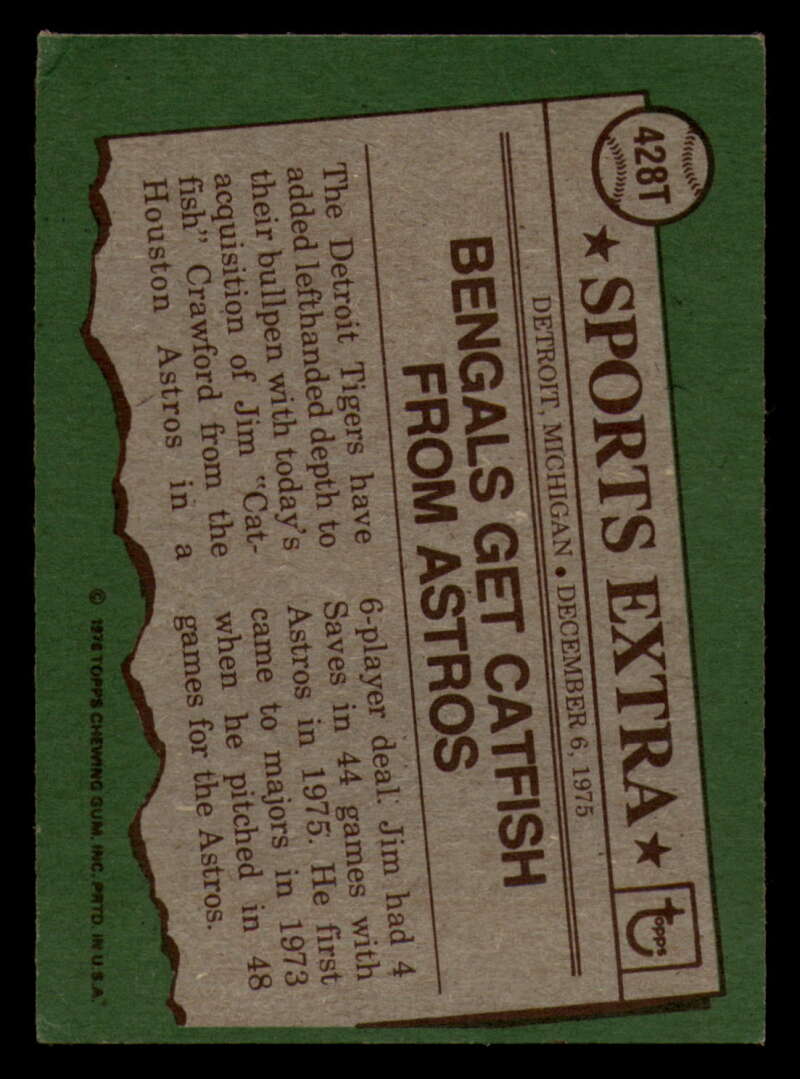 428T
★ SPORTS EXTRA ★
topps
DETROIT, MICHIGAN • DECEMBER 6, 1975
BENGALS GET CATFISH
FROM ASTROS
The Detroit Tigers have
added lefthanded depth to
their bullpen with today's
acquisition of Jim "Cat-
fish" Crawford from the
Houston Astros in a
6-player deal. Jim had 4
Saves in 44 games with
Astros in 1975. He first
came to majors in 1973
when he pitched in 48
games for the Astros.
© 1976 TOPPS CHEWING GUM, INC. PRTD. IN U.S.A.